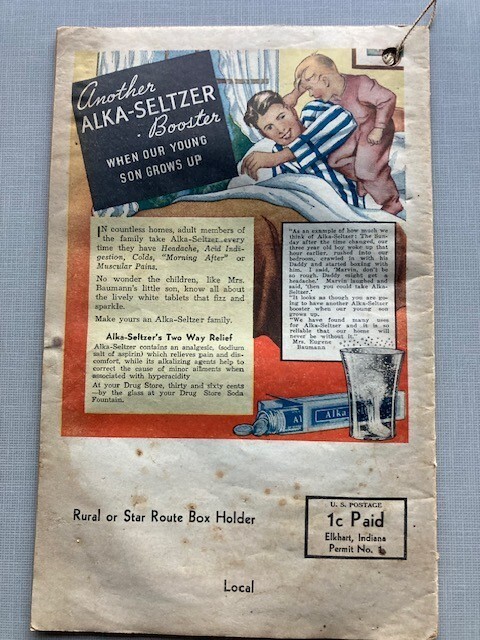 Another
ALKA-SELTZER
Booster
WHEN OUR YOUNG
SON GROWS UP
IN countless homes, adult members of
the family take Alka-Seltzer every
time they have Headache, Acid Indi-
gestion, Colds, "Morning After" or
Muscular Pains.
No wonder the children, like Mrs.
Baumann's little son, know all about
the lively white tablets that fizz and
sparkle.
Make yours an Alka-Seltzer family.
Alka-Seltzer's Two Way Relief
Alka-Seltzer contains an analgesic, (sodium
salt of aspirin) which relieves pain and dis-
comfort, while its alkalizing agents help to
correct the cause of minor ailments when
associated with hyperacidity
At your Drug Store, thirty and sixty cents
—by the glass at your Drug Store Soda
Fountain.
"As an example of how much we
think of Alka-Seltzer: The Sun-
day after the time changed, our
three year old boy woke up that
hour earlier, rushed into our
bedroom, crawled in with his
Daddy and started boxing with
him. I said, 'Marvin, don't be
so rough, Daddy might get a
headache.' Marvin laughed and
said, 'then you could take Alka-
Seltzer.'
"It looks as though you are go-
ing to have another Alka-Seltzer
booster when our young son
grows up.
"We have found many uses
for Alka-Seltzer and it is so
reliable that our home will
never be without it."
Mrs. Eugene
Baumann
Alka
Rural or Star Route Box Holder
U. S. POSTAGE
1c Paid
Elkhart, Indiana
Permit No. 1
Local